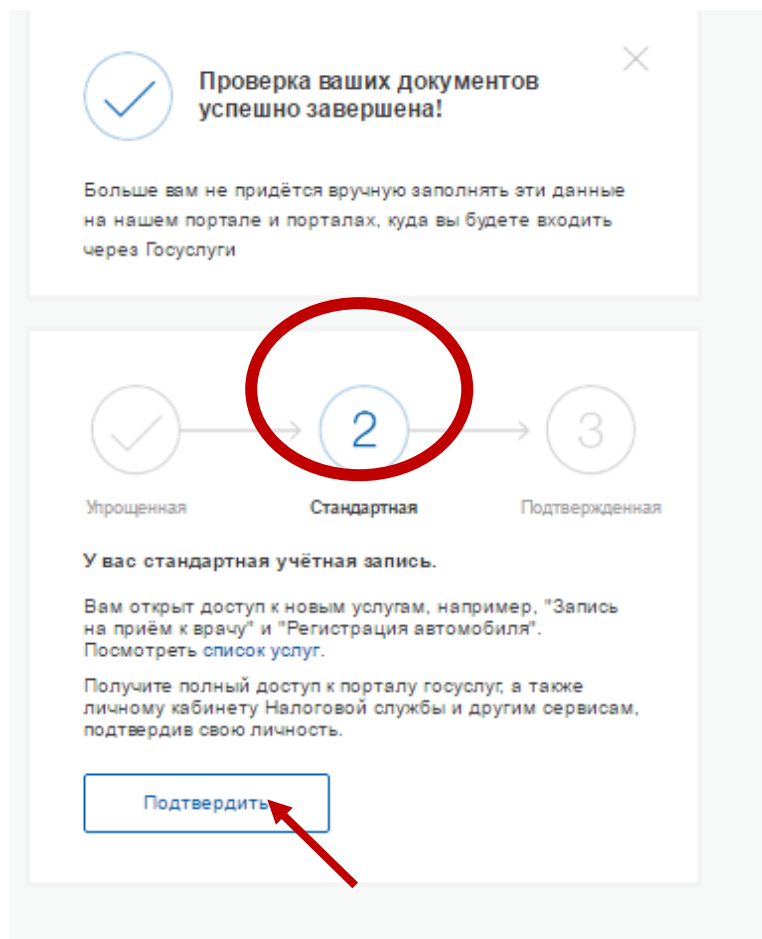 Проверка ваших документов
успешно завершена!
Больше вам не придётся вручную заполнять эти данные
на нашем портале и порталах, куда вы будете входить
через Госуслуги
2
3
Упрощенная
Стандартная
Подтвержденная
У вас стандартная учётная запись.
Вам открыт доступ к новым услугам, например, "Запись
на приём к врачу" и "Регистрация автомобиля".
Посмотреть список услуг.
Получите полный доступ к порталу госуслуг, а также
личному кабинету Налоговой службы и другим сервисам,
подтвердив свою личность.
Подтвердить